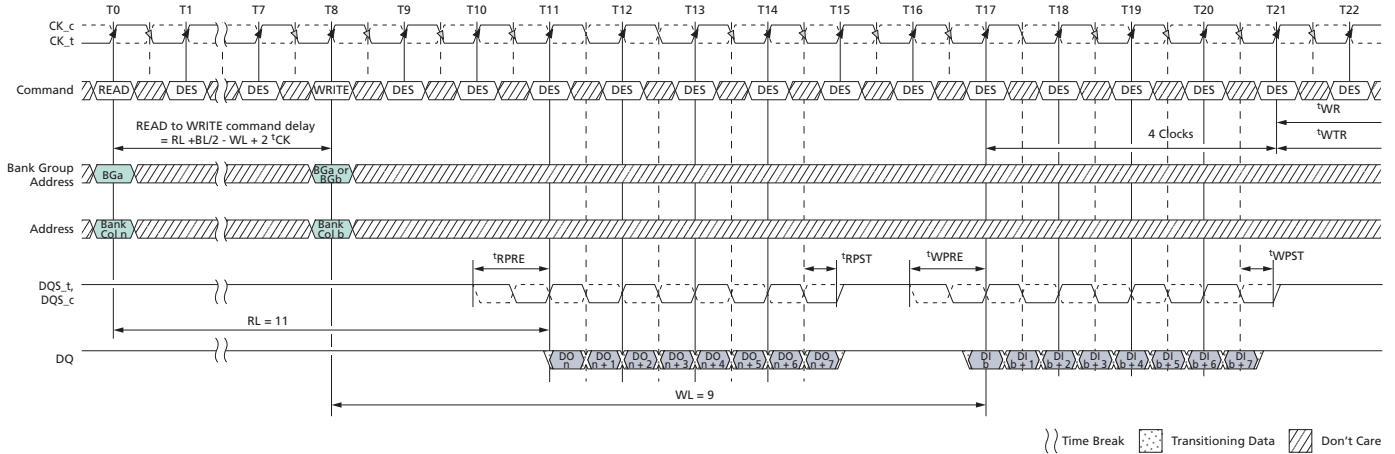 T0 T1 T7 T8 T9 T10 T11 T12 T13 T14 T15 T16 T17 T18 T19 T20 T21 T22
CK_c
CK_t
Command READ DES DES WRITE DES DES DES DES DES DES DES DES DES DES DES DES DES DES
READ to WRITE command delay
= RL +BL/2 - WL + 2 tCK
tWR
4 Clocks tWTR
Bank Group
Address
BGa
BGa or
BGb
Address
Bank
Col n
Bank
Col b
tRPRE tRPST tWPRE tWPST
DQS_t,
DQS_c
RL = 11
DQ
DO
n
DO
n + 1
DO
n + 2
DO
n + 3
DO
n + 4
DO
n + 5
DO
n + 6
DO
n + 7
DI
b
DI
b + 1
DI
b + 2
DI
b + 3
DI
b + 4
DI
b + 5
DI
b + 6
DI
b + 7
WL = 9
Time Break Transitioning Data Don't Care